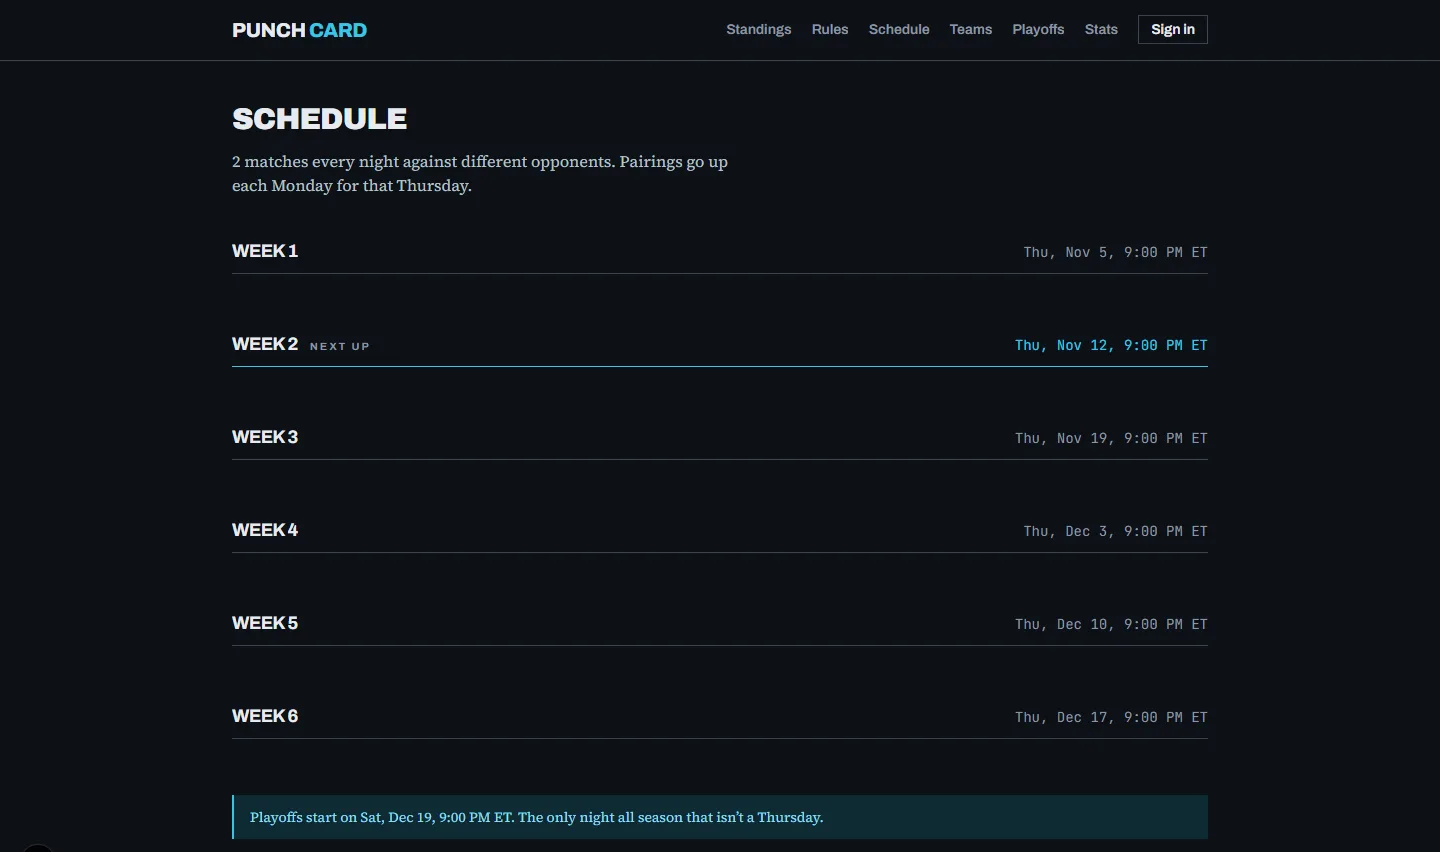 PUNCH CARD
Standings Rules Schedule Teams Playoffs Stats Sign in
SCHEDULE
2 matches every night against different opponents. Pairings go up
each Monday for that Thursday.
WEEK 1 Thu, Nov 5, 9:00 PM ET
WEEK 2 NEXT UP Thu, Nov 12, 9:00 PM ET
WEEK 3 Thu, Nov 19, 9:00 PM ET
WEEK 4 Thu, Dec 3, 9:00 PM ET
WEEK 5 Thu, Dec 10, 9:00 PM ET
WEEK 6 Thu, Dec 17, 9:00 PM ET
Playoffs start on Sat, Dec 19, 9:00 PM ET. The only night all season that isn’t a Thursday.